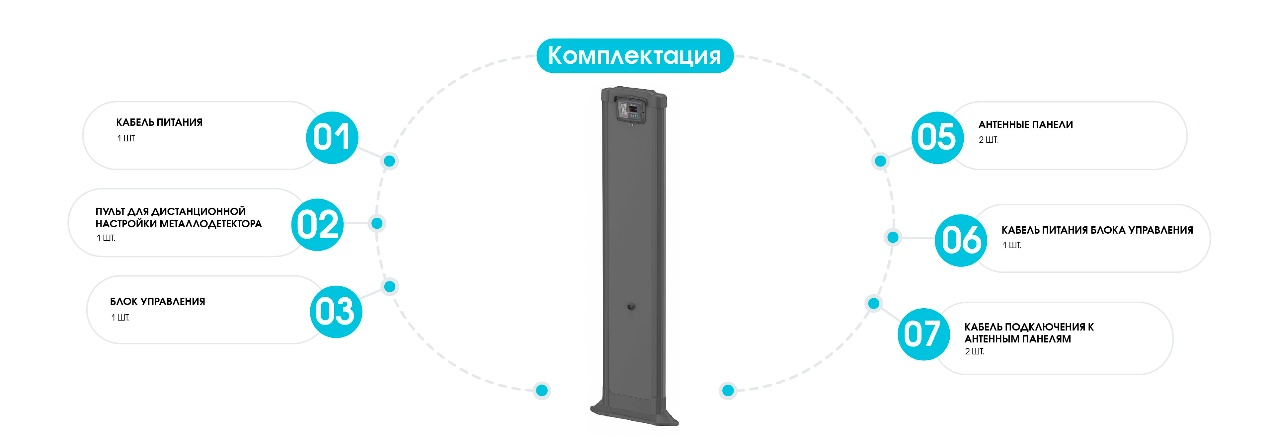 Комплектация
КАБЕЛЬ ПИТАНИЯ
1 ШТ.
01
ПУЛЬТ ДЛЯ ДИСТАНЦИОННОЙ
НАСТРОЙКИ МЕТАЛЛОДЕТЕКТОРА
1 ШТ.
02
БЛОК УПРАВЛЕНИЯ
1 ШТ.
03
05
АНТЕННЫЕ ПАНЕЛИ
2 ШТ.
06
КАБЕЛЬ ПИТАНИЯ БЛОКА УПРАВЛЕНИЯ
1 ШТ.
07
КАБЕЛЬ ПОДКЛЮЧЕНИЯ К
АНТЕННЫМ ПАНЕЛЯМ
2 ШТ.